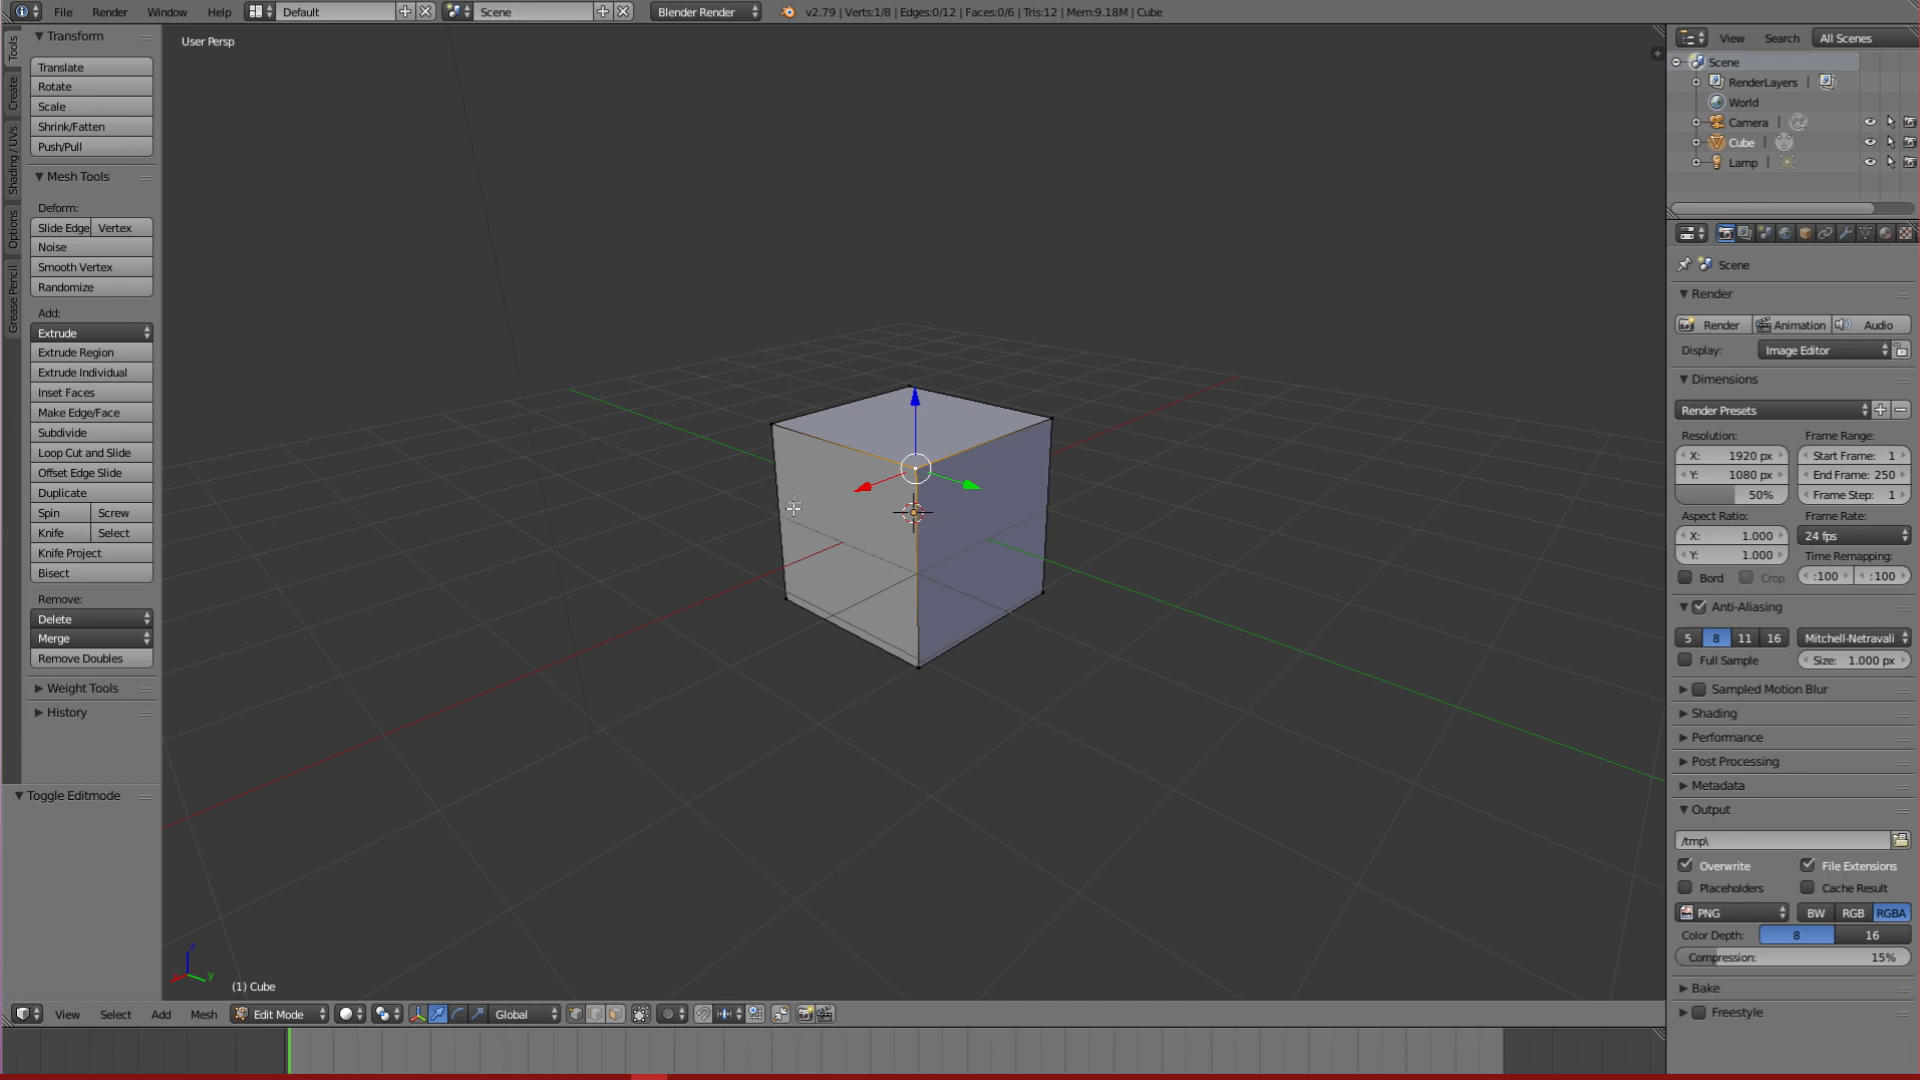 File Render Window Help Default Scene Blender Render v2.79 | Verts:1/8 | Edges:0/12 | Faces:0/6 | Tris:12 | Mem:9.18M | Cube
Tools
Create
Shading / UVs
Options
Grease Pencil
Transform
Translate
Rotate
Scale
Shrink/Fatten
Push/Pull
Mesh Tools
Deform:
Slide Edge Vertex
Noise
Smooth Vertex
Randomize
Add:
Extrude
Extrude Region
Extrude Individual
Inset Faces
Make Edge/Face
Subdivide
Loop Cut and Slide
Offset Edge Slide
Duplicate
Spin Screw
Knife Select
Knife Project
Bisect
Remove:
Delete
Merge
Remove Doubles
Weight Tools
History
Toggle Editmode
User Persp
z
x y
(1) Cube
View Select Add Mesh Edit Mode Global
View Search All Scenes
Scene
RenderLayers |
World
Camera |
Cube |
Lamp |
Scene
Render
Render Animation Audio
Display: Image Editor
Dimensions
Render Presets
Resolution: Frame Range:
X: 1920 px Start Frame: 1
Y: 1080 px End Frame: 250
50% Frame Step: 1
Aspect Ratio: Frame Rate:
X: 1.000 24 fps
Y: 1.000 Time Remapping:
Bord Crop :100 :100
Anti-Aliasing
5 8 11 16 Mitchell-Netravali
Full Sample Size: 1.000 px
Sampled Motion Blur
Shading
Performance
Post Processing
Metadata
Output
/tmp\
Overwrite File Extensions
Placeholders Cache Result
PNG BW RGB RGBA
Color Depth: 8 16
Compression: 15%
Bake
Freestyle